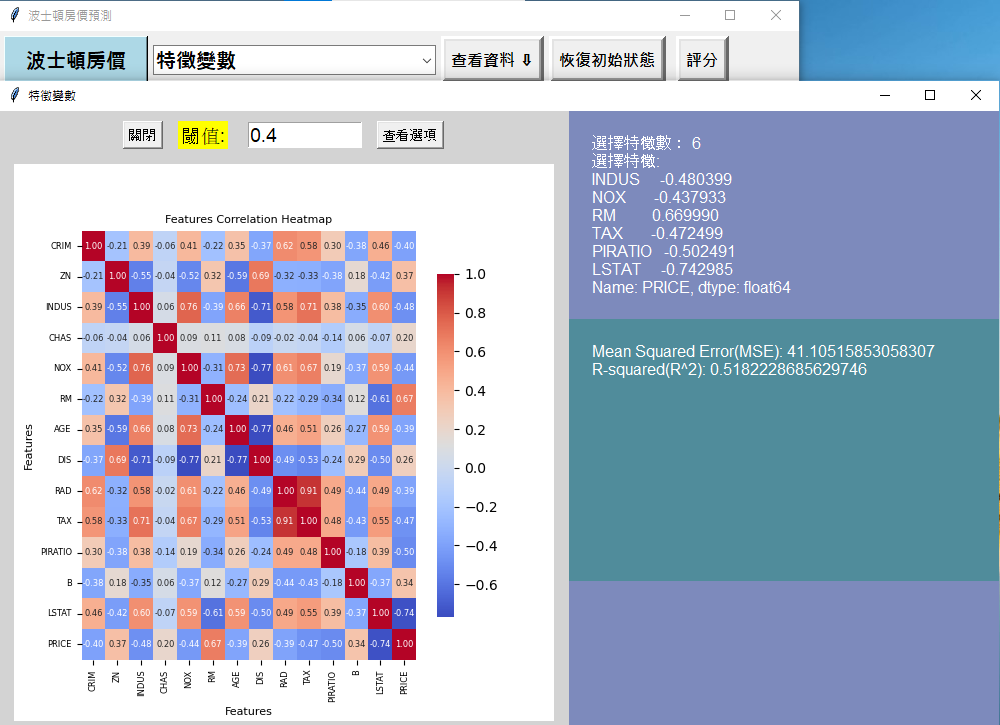 波士頓房價預測
波士頓房價 特徵變數 查看資料 ⇩ 恢復初始狀態 評分
特徵變數
關閉 閾值: 0.4 查看選項
Features Correlation Heatmap
CRIM 1.00 -0.21 0.39 -0.06 0.41 -0.22 0.35 -0.37 0.62 0.58 0.30 -0.38 0.46 -0.40
ZN -0.21 1.00 -0.55 -0.04 -0.52 0.32 -0.59 0.69 -0.32 -0.33 -0.38 0.18 -0.42 0.37
INDUS 0.39 -0.55 1.00 0.06 0.76 -0.39 0.66 -0.71 0.58 0.71 0.38 -0.35 0.60 -0.48
CHAS -0.06 -0.04 0.06 1.00 0.09 0.11 0.08 -0.09 -0.02 -0.04 -0.14 0.06 -0.07 0.20
NOX 0.41 -0.52 0.76 0.09 1.00 -0.31 0.73 -0.77 0.61 0.67 0.19 -0.37 0.59 -0.44
RM -0.22 0.32 -0.39 0.11 -0.31 1.00 -0.24 0.21 -0.22 -0.29 -0.34 0.12 -0.61 0.67
AGE 0.35 -0.59 0.66 0.08 0.73 -0.24 1.00 -0.77 0.46 0.51 0.26 -0.27 0.59 -0.39
DIS -0.37 0.69 -0.71 -0.09 -0.77 0.21 -0.77 1.00 -0.49 -0.53 -0.24 0.29 -0.50 0.26
RAD 0.62 -0.32 0.58 -0.02 0.61 -0.22 0.46 -0.49 1.00 0.91 0.49 -0.44 0.49 -0.39
TAX 0.58 -0.33 0.71 -0.04 0.67 -0.29 0.51 -0.53 0.91 1.00 0.48 -0.43 0.55 -0.47
PIRATIO 0.30 -0.38 0.38 -0.14 0.19 -0.34 0.26 -0.24 0.49 0.48 1.00 -0.18 0.39 -0.50
B -0.38 0.18 -0.35 0.06 -0.37 0.12 -0.27 0.29 -0.44 -0.43 -0.18 1.00 -0.37 0.34
LSTAT 0.46 -0.42 0.60 -0.07 0.59 -0.61 0.59 -0.50 0.49 0.55 0.39 -0.37 1.00 -0.74
PRICE -0.40 0.37 -0.48 0.20 -0.44 0.67 -0.39 0.26 -0.39 -0.47 -0.50 0.34 -0.74 1.00
CRIM ZN INDUS CHAS NOX RM AGE DIS RAD TAX PIRATIO B LSTAT PRICE
Features
Features
1.0
0.8
0.6
0.4
0.2
0.0
−0.2
−0.4
−0.6
選擇特徵數： 6
選擇特徵:
INDUS -0.480399
NOX -0.437933
RM 0.669990
TAX -0.472499
PIRATIO -0.502491
LSTAT -0.742985
Name: PRICE, dtype: float64
Mean Squared Error(MSE): 41.10515853058307
R-squared(R^2): 0.5182228685629746